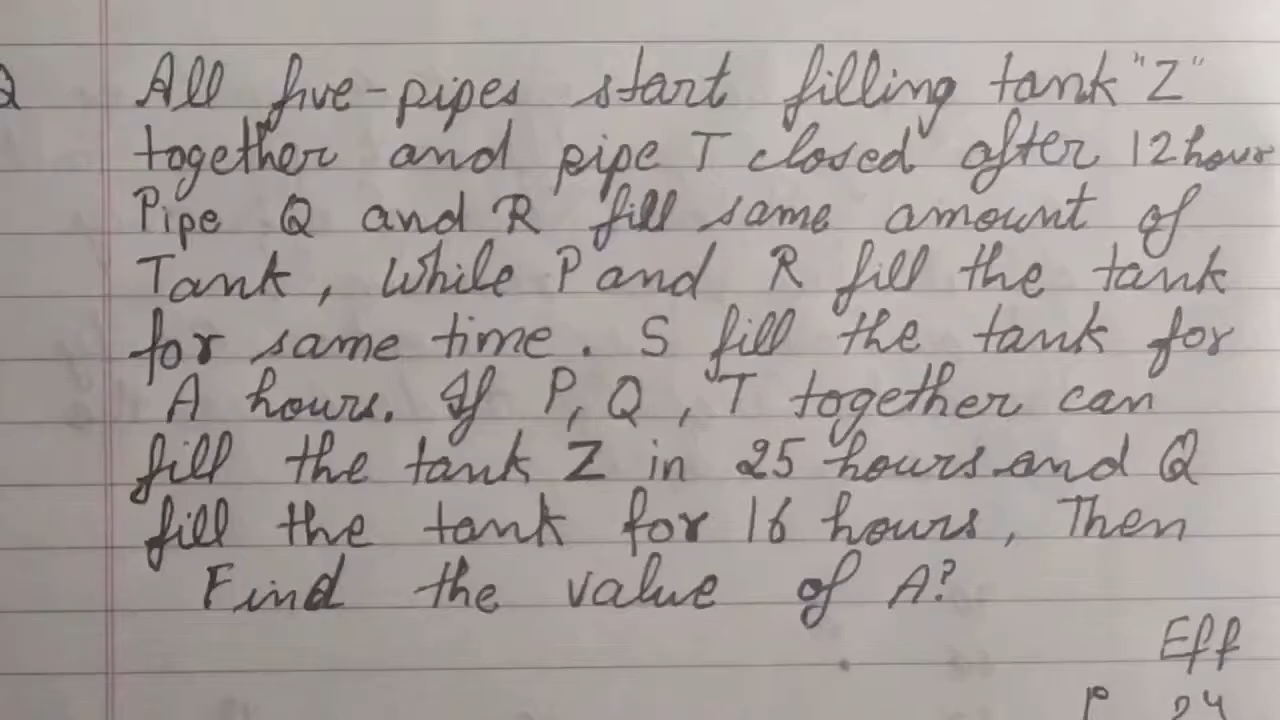 Q All five-pipes start filling tank "Z"
together and pipe T closed after 12 hour
Pipe Q and R fill same amount of
Tank, While P and R fill the tank
for same time. S fill the tank for
A hours. If P, Q, T together can
fill the tank Z in 25 hours and Q
fill the tank for 16 hours, Then
Find the value of A?
Eff
P 24